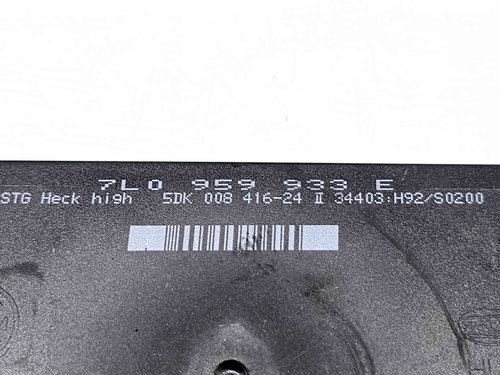 7L0 959 933 E
STG Heck high 5DK 008 416-24 II 34403:H92/S0200